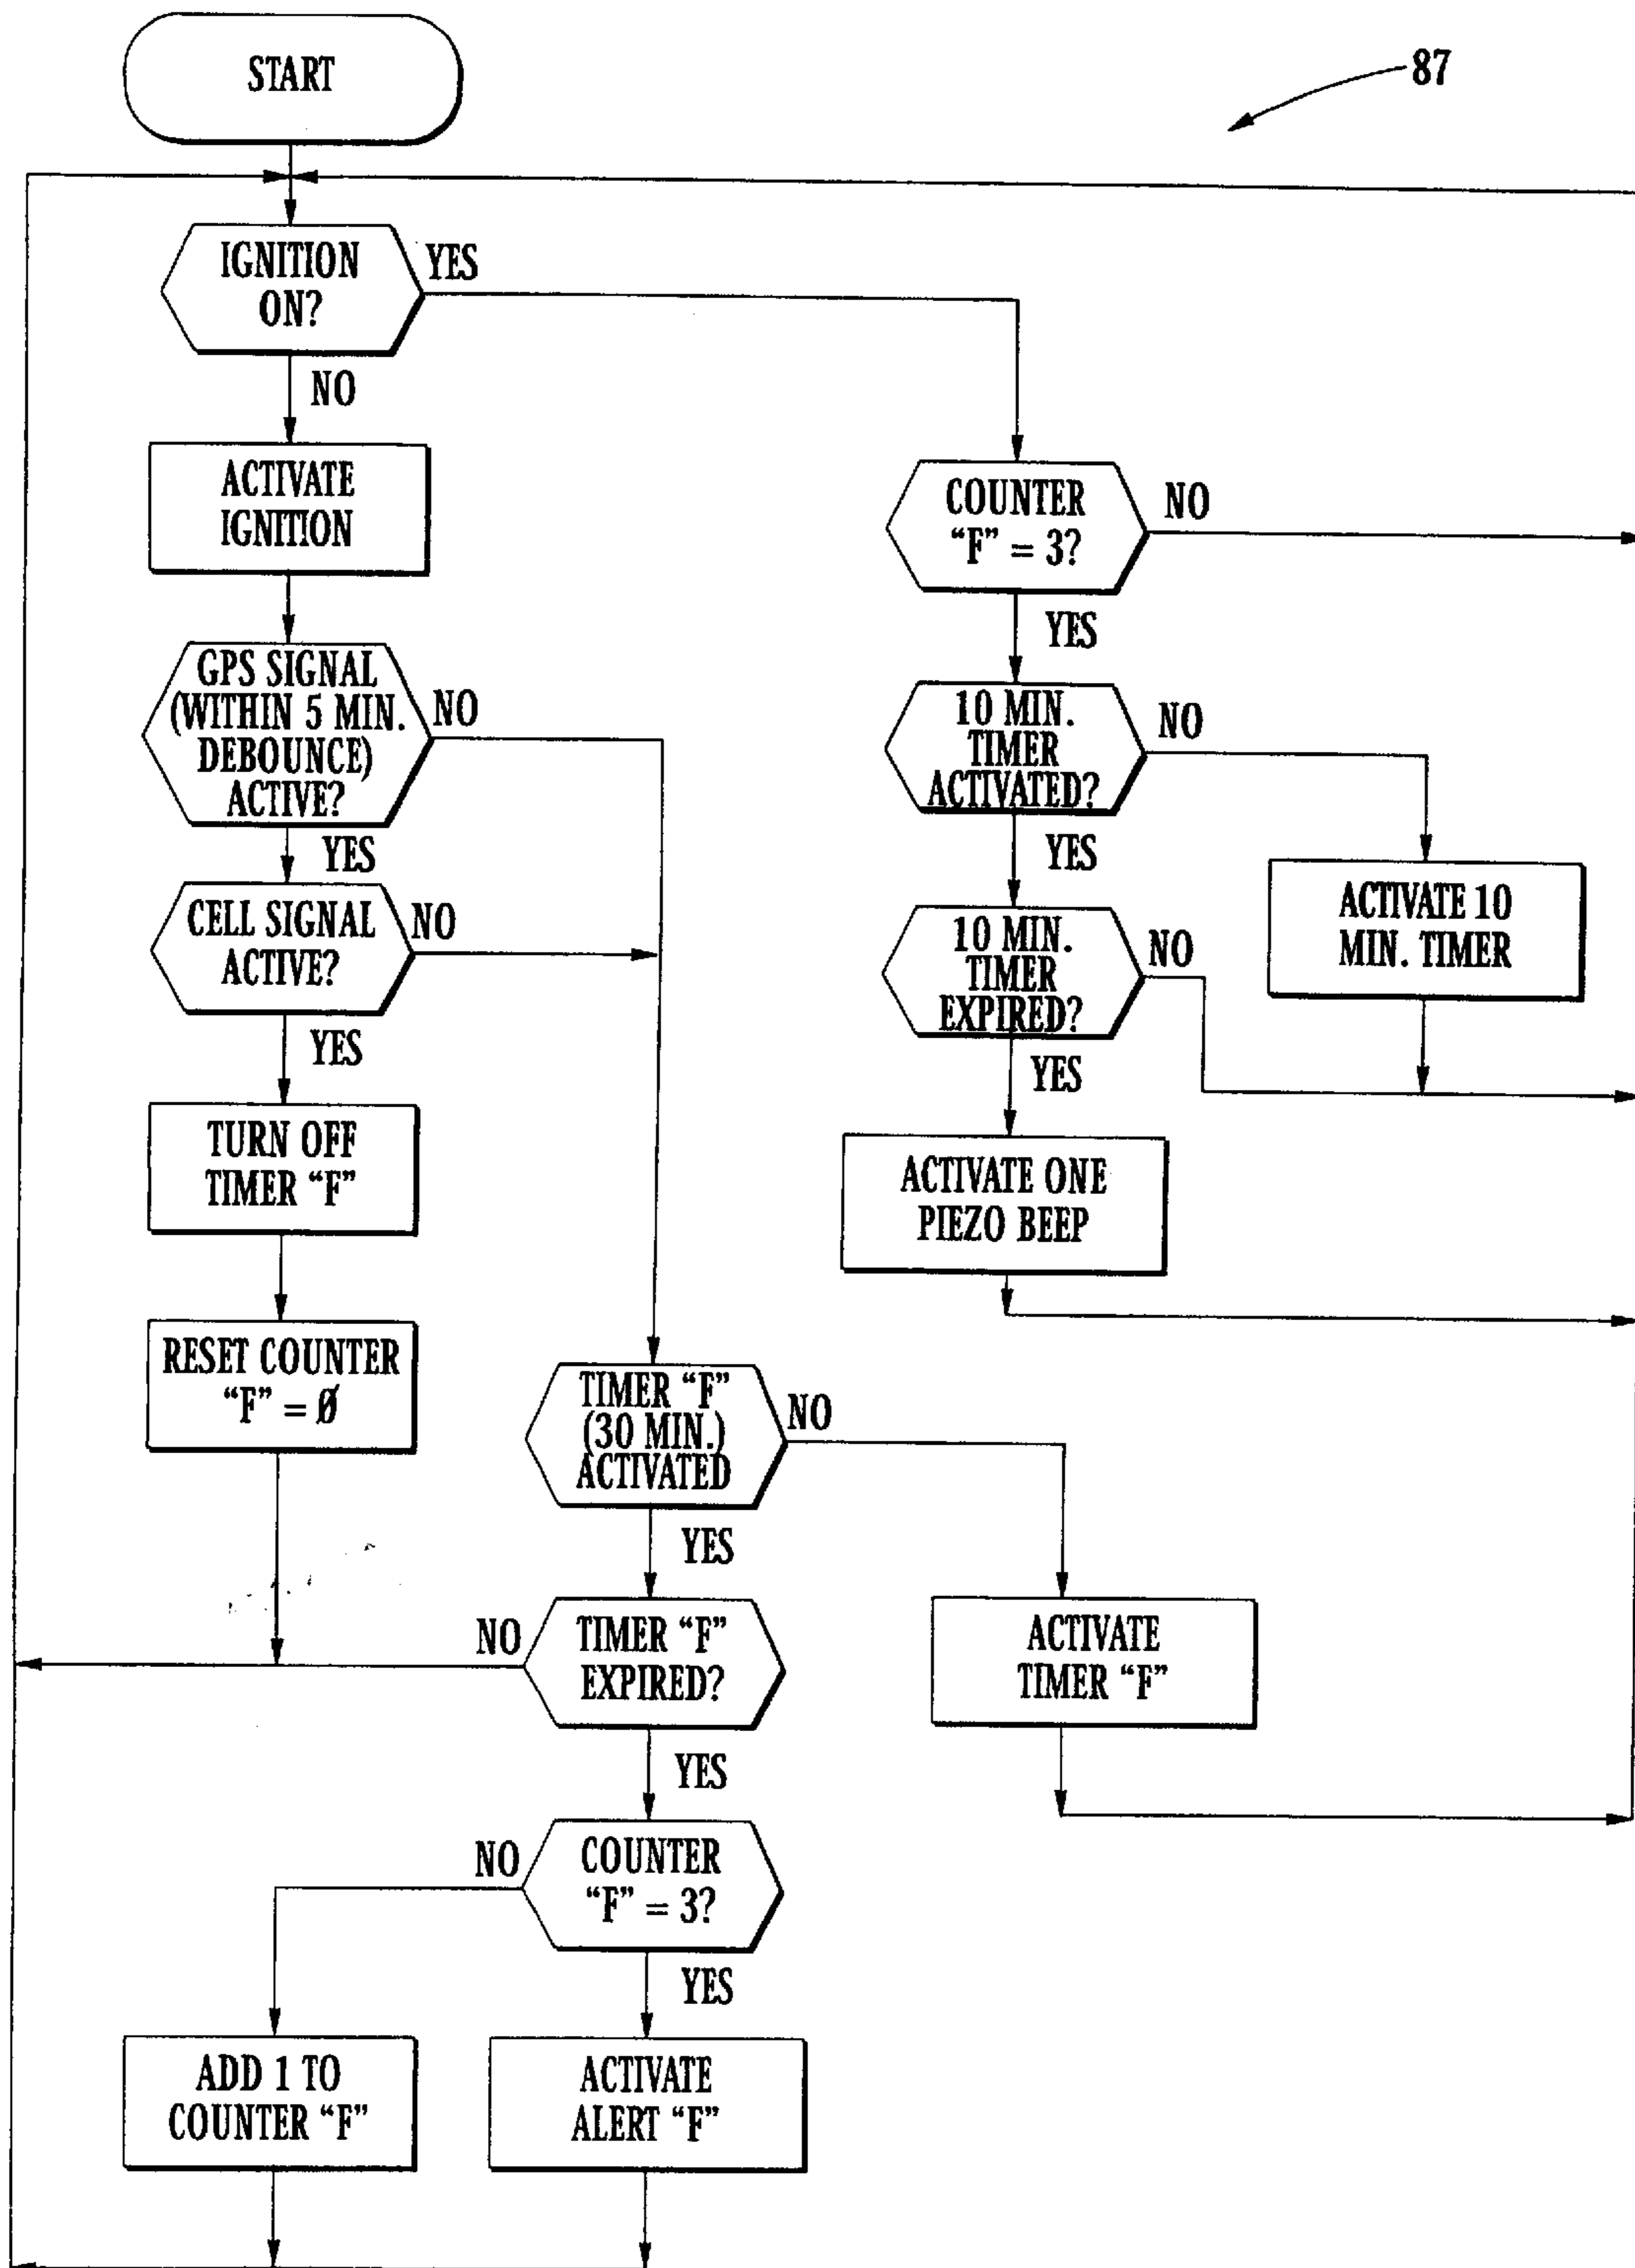 START
87
IGNITION
ON?
YES
NO
ACTIVATE
IGNITION
COUNTER
“F” = 3?
NO
YES
GPS SIGNAL
(WITHIN 5 MIN.
DEBOUNCE)
ACTIVE?
NO
YES
10 MIN.
TIMER
ACTIVATED?
NO
YES
ACTIVATE 10
MIN. TIMER
CELL SIGNAL
ACTIVE?
NO
YES
10 MIN.
TIMER
EXPIRED?
NO
YES
TURN OFF
TIMER “F”
ACTIVATE ONE
PIEZO BEEP
RESET COUNTER
“F” = Ø
TIMER “F”
(30 MIN.)
ACTIVATED
NO
YES
TIMER “F”
EXPIRED?
NO
YES
ACTIVATE
TIMER “F”
COUNTER
“F” = 3?
NO
YES
ADD 1 TO
COUNTER “F”
ACTIVATE
ALERT “F”